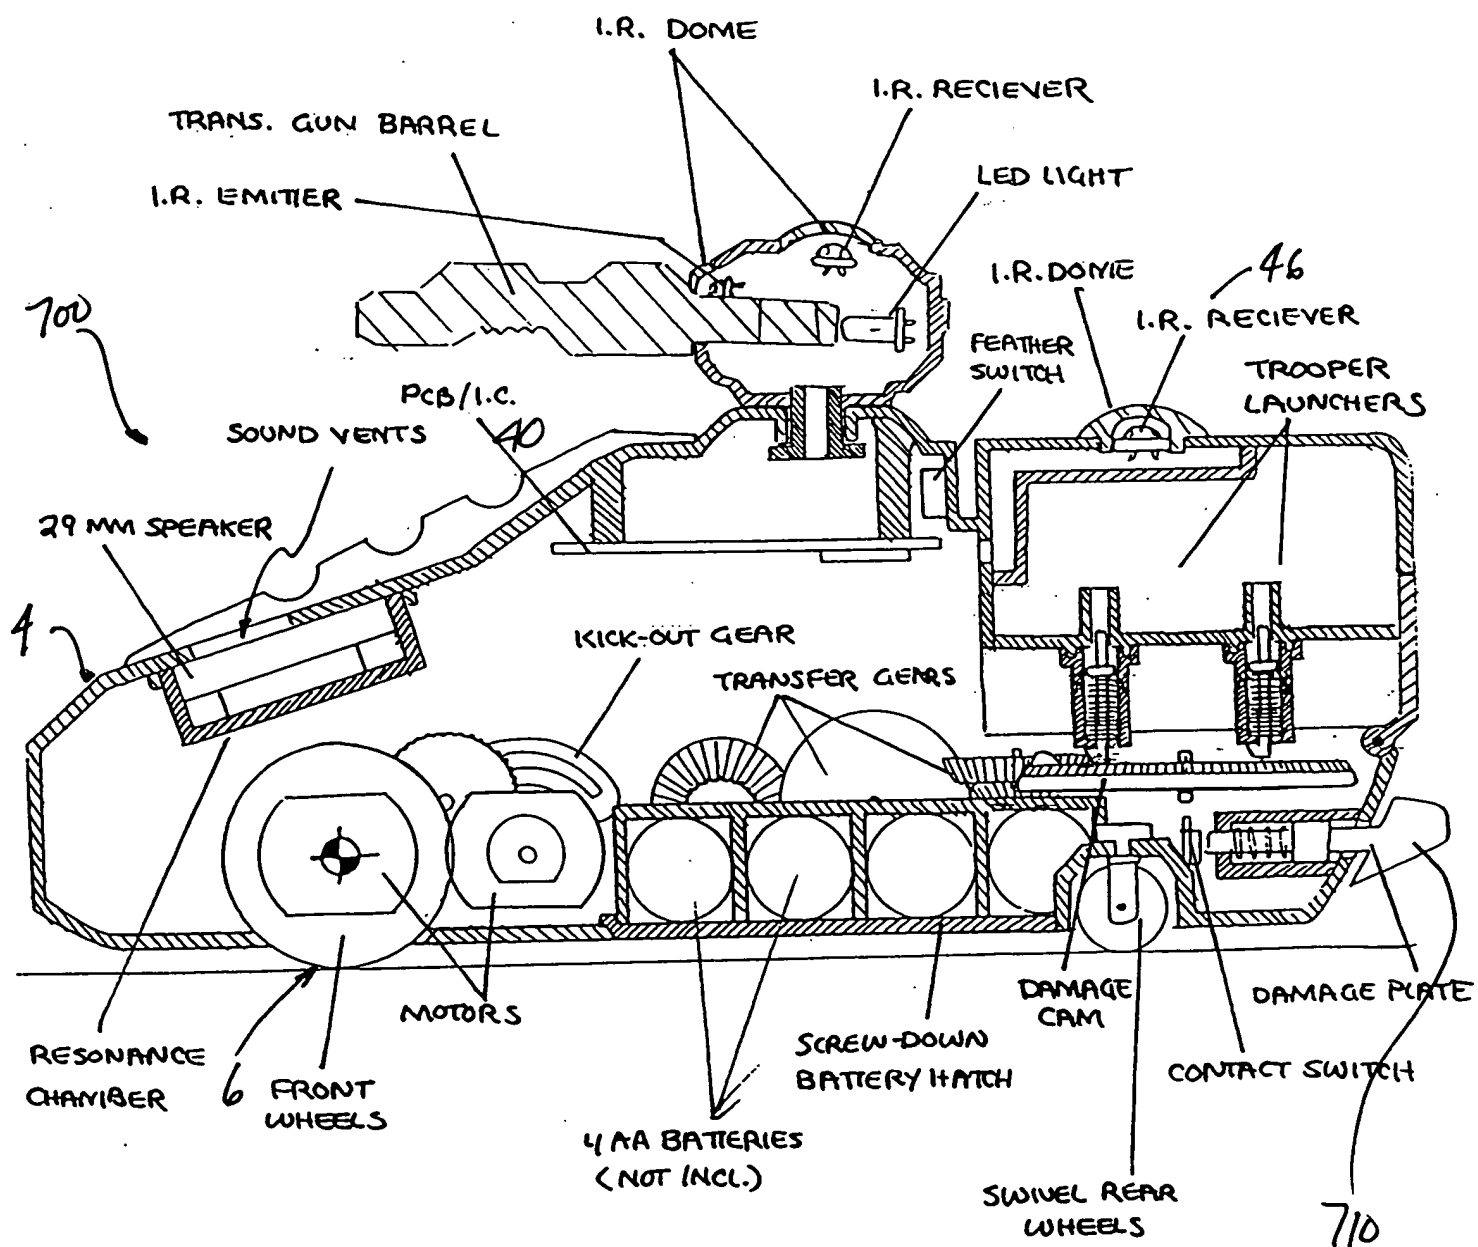 I.R. DOME
I.R. RECIEVER
TRANS. GUN BARREL
LED LIGHT
I.R. EMITTER
I.R. DOME
46
700
I.R. RECIEVER
FEATHER
SWITCH
TROOPER
LAUNCHERS
PCB/I.C.
40
SOUND VENTS
29 MM SPEAKER
4
KICK-OUT GEAR
TRANSFER GEARS
MOTORS
DAMAGE
CAM
DAMAGE PLATE
RESONANCE
CHAMBER
6
FRONT
WHEELS
SCREW-DOWN
BATTERY HATCH
CONTACT SWITCH
4 AA BATTERIES
(NOT INCL.)
SWIVEL REAR
WHEELS
710